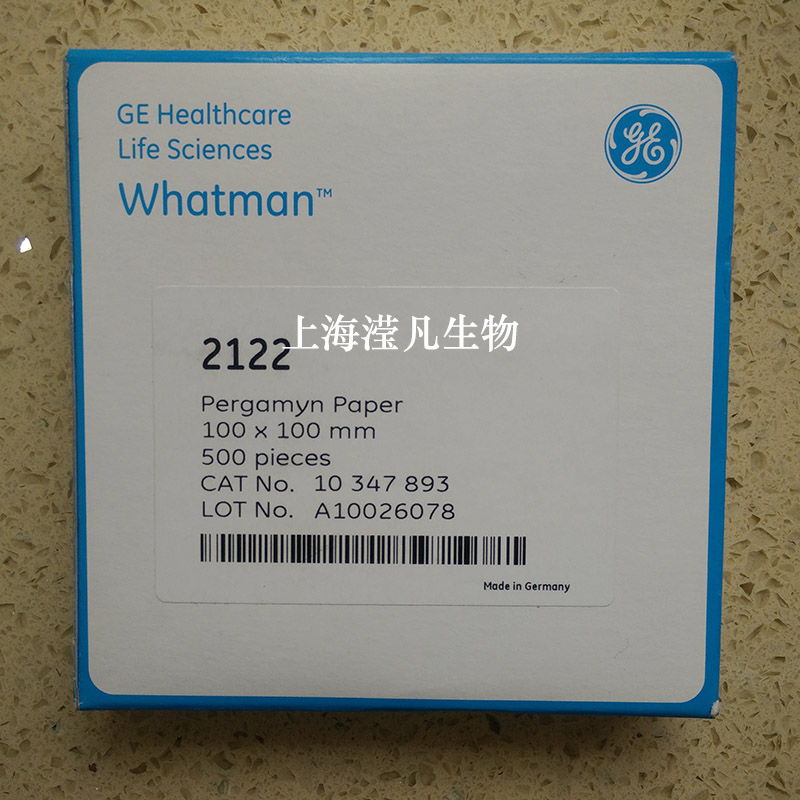 GE Healthcare
Life Sciences
Whatman™
GE
2122
上海滢凡生物
Pergamyn Paper
100 x 100 mm
500 pieces
CAT No. 10 347 893
LOT No. A10026078
Made in Germany